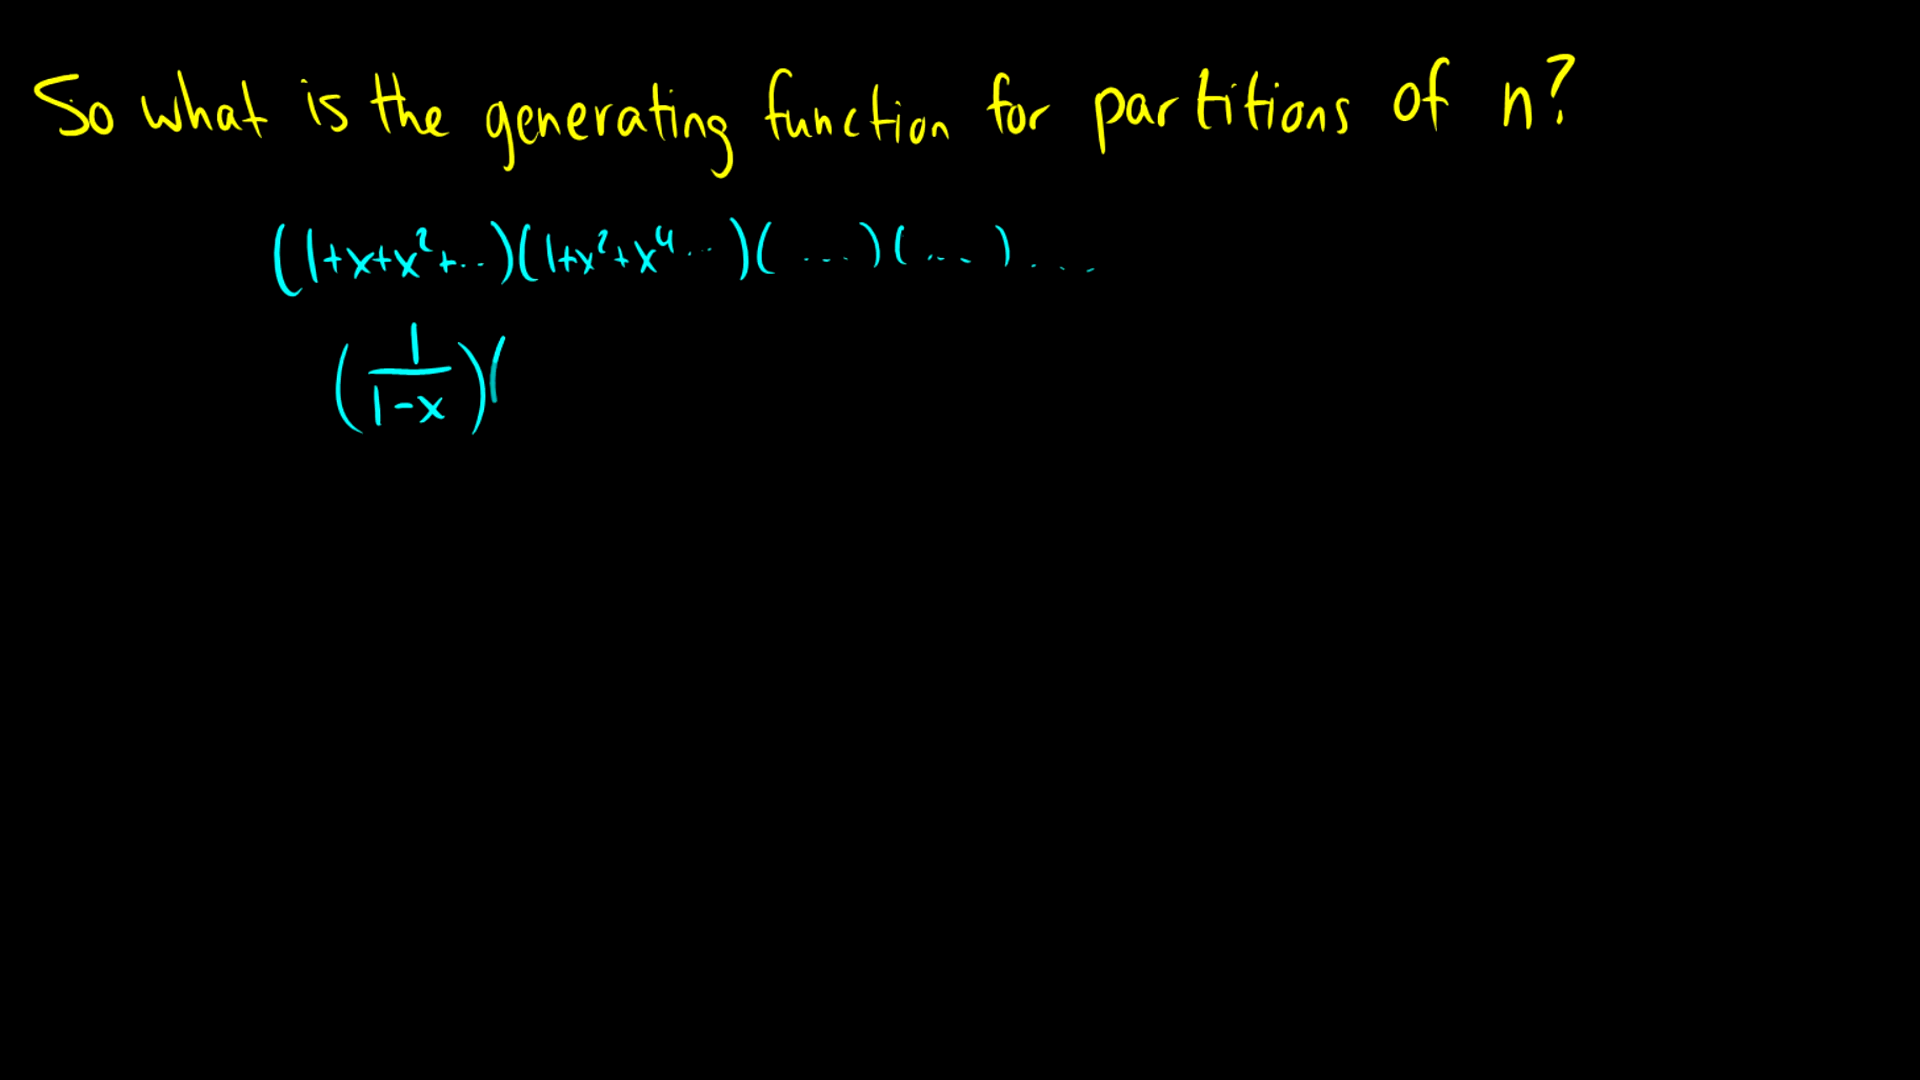 So what is the generating function for partitions of n?
(1+x+x²+...)(1+x²+x⁴...)(...)(...)....
(1/(1-x))(